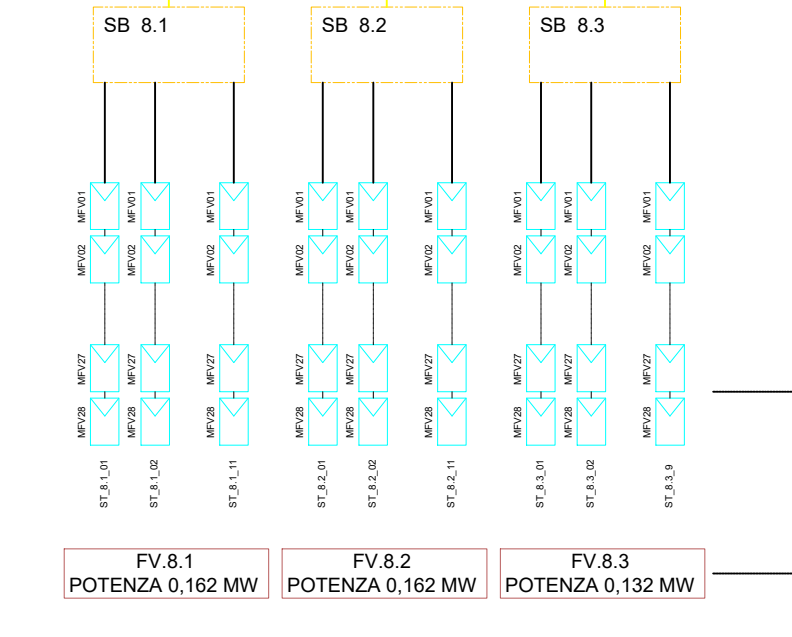 SB 8.1
SB 8.2
SB 8.3
MFV01
MFV01
MFV01
MFV01
MFV01
MFV01
MFV01
MFV01
MFV01
MFV02
MFV02
MFV02
MFV02
MFV02
MFV02
MFV02
MFV02
MFV02
MFV27
MFV27
MFV27
MFV27
MFV27
MFV27
MFV27
MFV27
MFV27
MFV28
MFV28
MFV28
MFV28
MFV28
MFV28
MFV28
MFV28
MFV28
ST_8.1_01
ST_8.1_02
ST_8.1_11
ST_8.2_01
ST_8.2_02
ST_8.2_11
ST_8.3_01
ST_8.3_02
ST_8.3_9
FV.8.1
POTENZA 0,162 MW
FV.8.2
POTENZA 0,162 MW
FV.8.3
POTENZA 0,132 MW